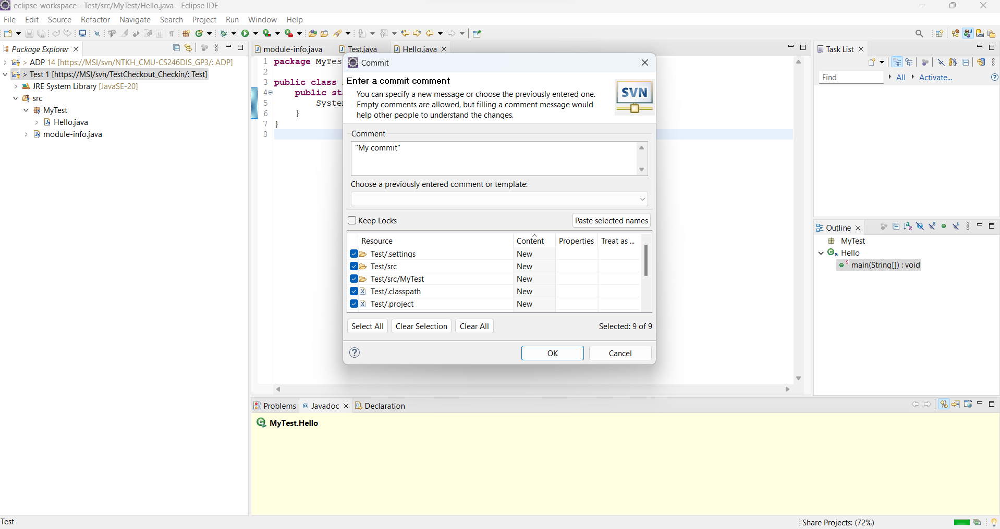 eclipse-workspace - Test/src/MyTest/Hello.java - Eclipse IDE
File Edit Source Refactor Navigate Search Project Run Window Help
Package Explorer
> ADP 14 [https://MSI/svn/NTKH_CMU-CS246DIS_GP3/: ADP]
> Test 1 [https://MSI/svn/TestCheckout_Checkin/: Test]
JRE System Library [JavaSE-20]
src
MyTest
Hello.java
module-info.java
module-info.java Test.java Hello.java
1 package MyTes
2
3 public class
4 public sta
5 System
6 }
7 }
8
Commit
Enter a commit comment
You can specify a new message or choose the previously entered one.
Empty comments are allowed, but filling a comment message would
help other people to understand the changes.
SVN
Comment
"My commit"
Choose a previously entered comment or template:
Keep Locks
Paste selected names
Resource Content Properties Treat as ...
Test/.settings New
Test/src New
Test/src/MyTest New
Test/.classpath New
Test/.project New
Select All Clear Selection Clear All Selected: 9 of 9
OK Cancel
Task List
Find All Activate...
Outline
MyTest
Hello
main(String[]) : void
Problems @ Javadoc Declaration
MyTest.Hello
Test
Share Projects: (72%)